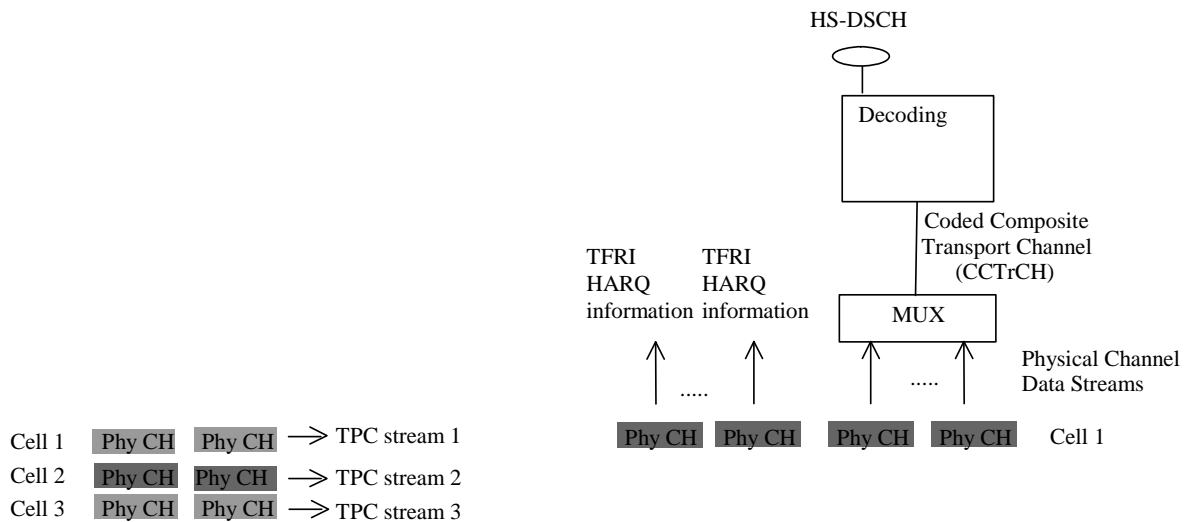 HS-DSCH
Decoding
Coded Composite
Transport Channel
(CCTrCH)
TFRI
HARQ
information
TFRI
HARQ
information
MUX
Physical Channel
Data Streams
.....
.....
Phy CH Phy CH Phy CH Phy CH Cell 1
Cell 1 Phy CH Phy CH TPC stream 1
Cell 2 Phy CH Phy CH TPC stream 2
Cell 3 Phy CH Phy CH TPC stream 3